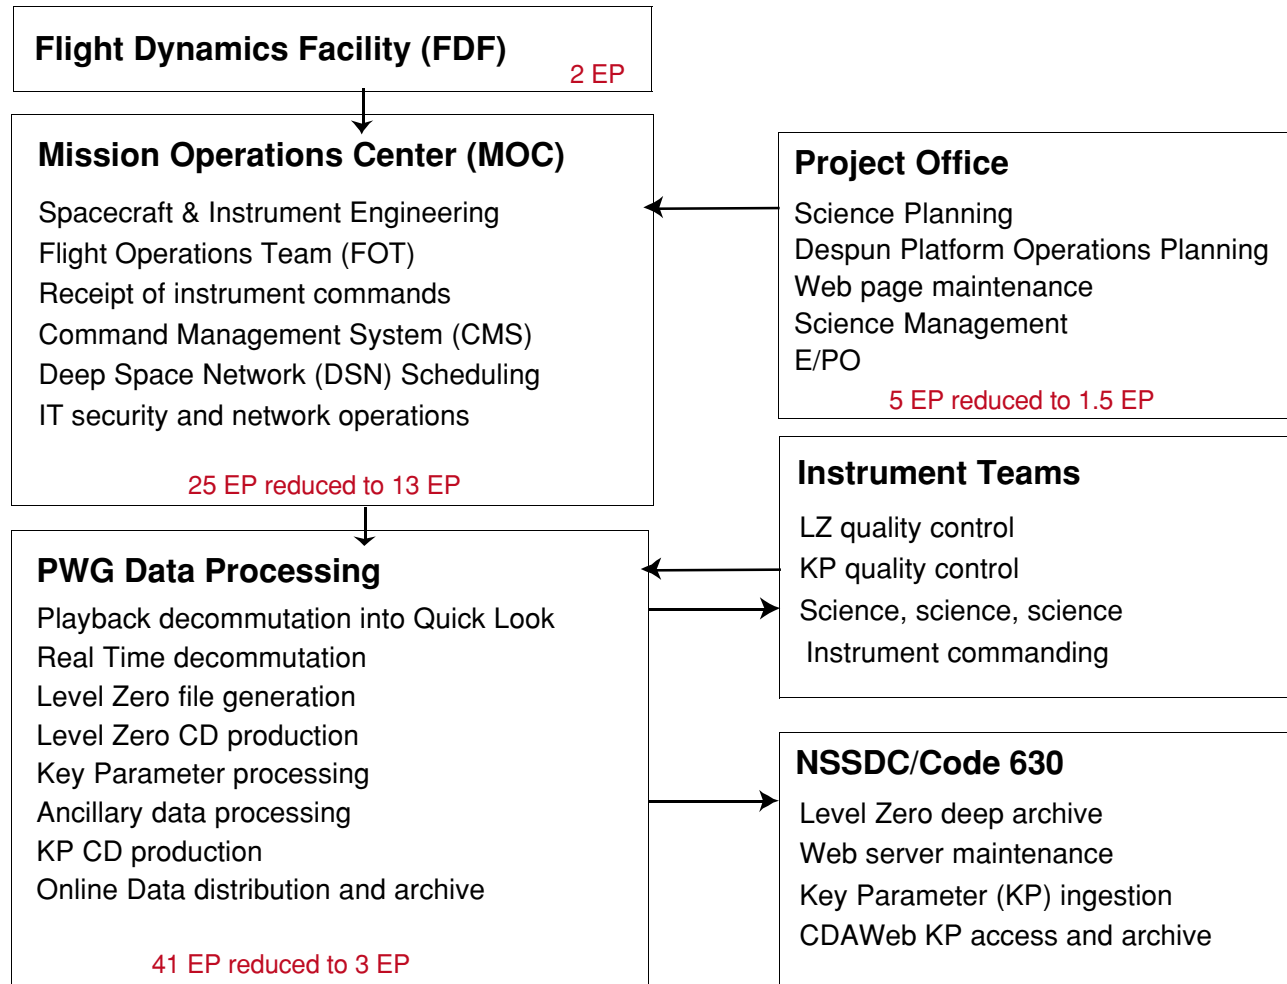 Flight Dynamics Facility (FDF)
2 EP
Mission Operations Center (MOC)
Spacecraft & Instrument Engineering
Flight Operations Team (FOT)
Receipt of instrument commands
Command Management System (CMS)
Deep Space Network (DSN) Scheduling
IT security and network operations
25 EP reduced to 13 EP
Project Office
Science Planning
Despun Platform Operations Planning
Web page maintenance
Science Management
E/PO
5 EP reduced to 1.5 EP
Instrument Teams
LZ quality control
KP quality control
Science, science, science
Instrument commanding
PWG Data Processing
Playback decommutation into Quick Look
Real Time decommutation
Level Zero file generation
Level Zero CD production
Key Parameter processing
Ancillary data processing
KP CD production
Online Data distribution and archive
41 EP reduced to 3 EP
NSSDC/Code 630
Level Zero deep archive
Web server maintenance
Key Parameter (KP) ingestion
CDAWeb KP access and archive